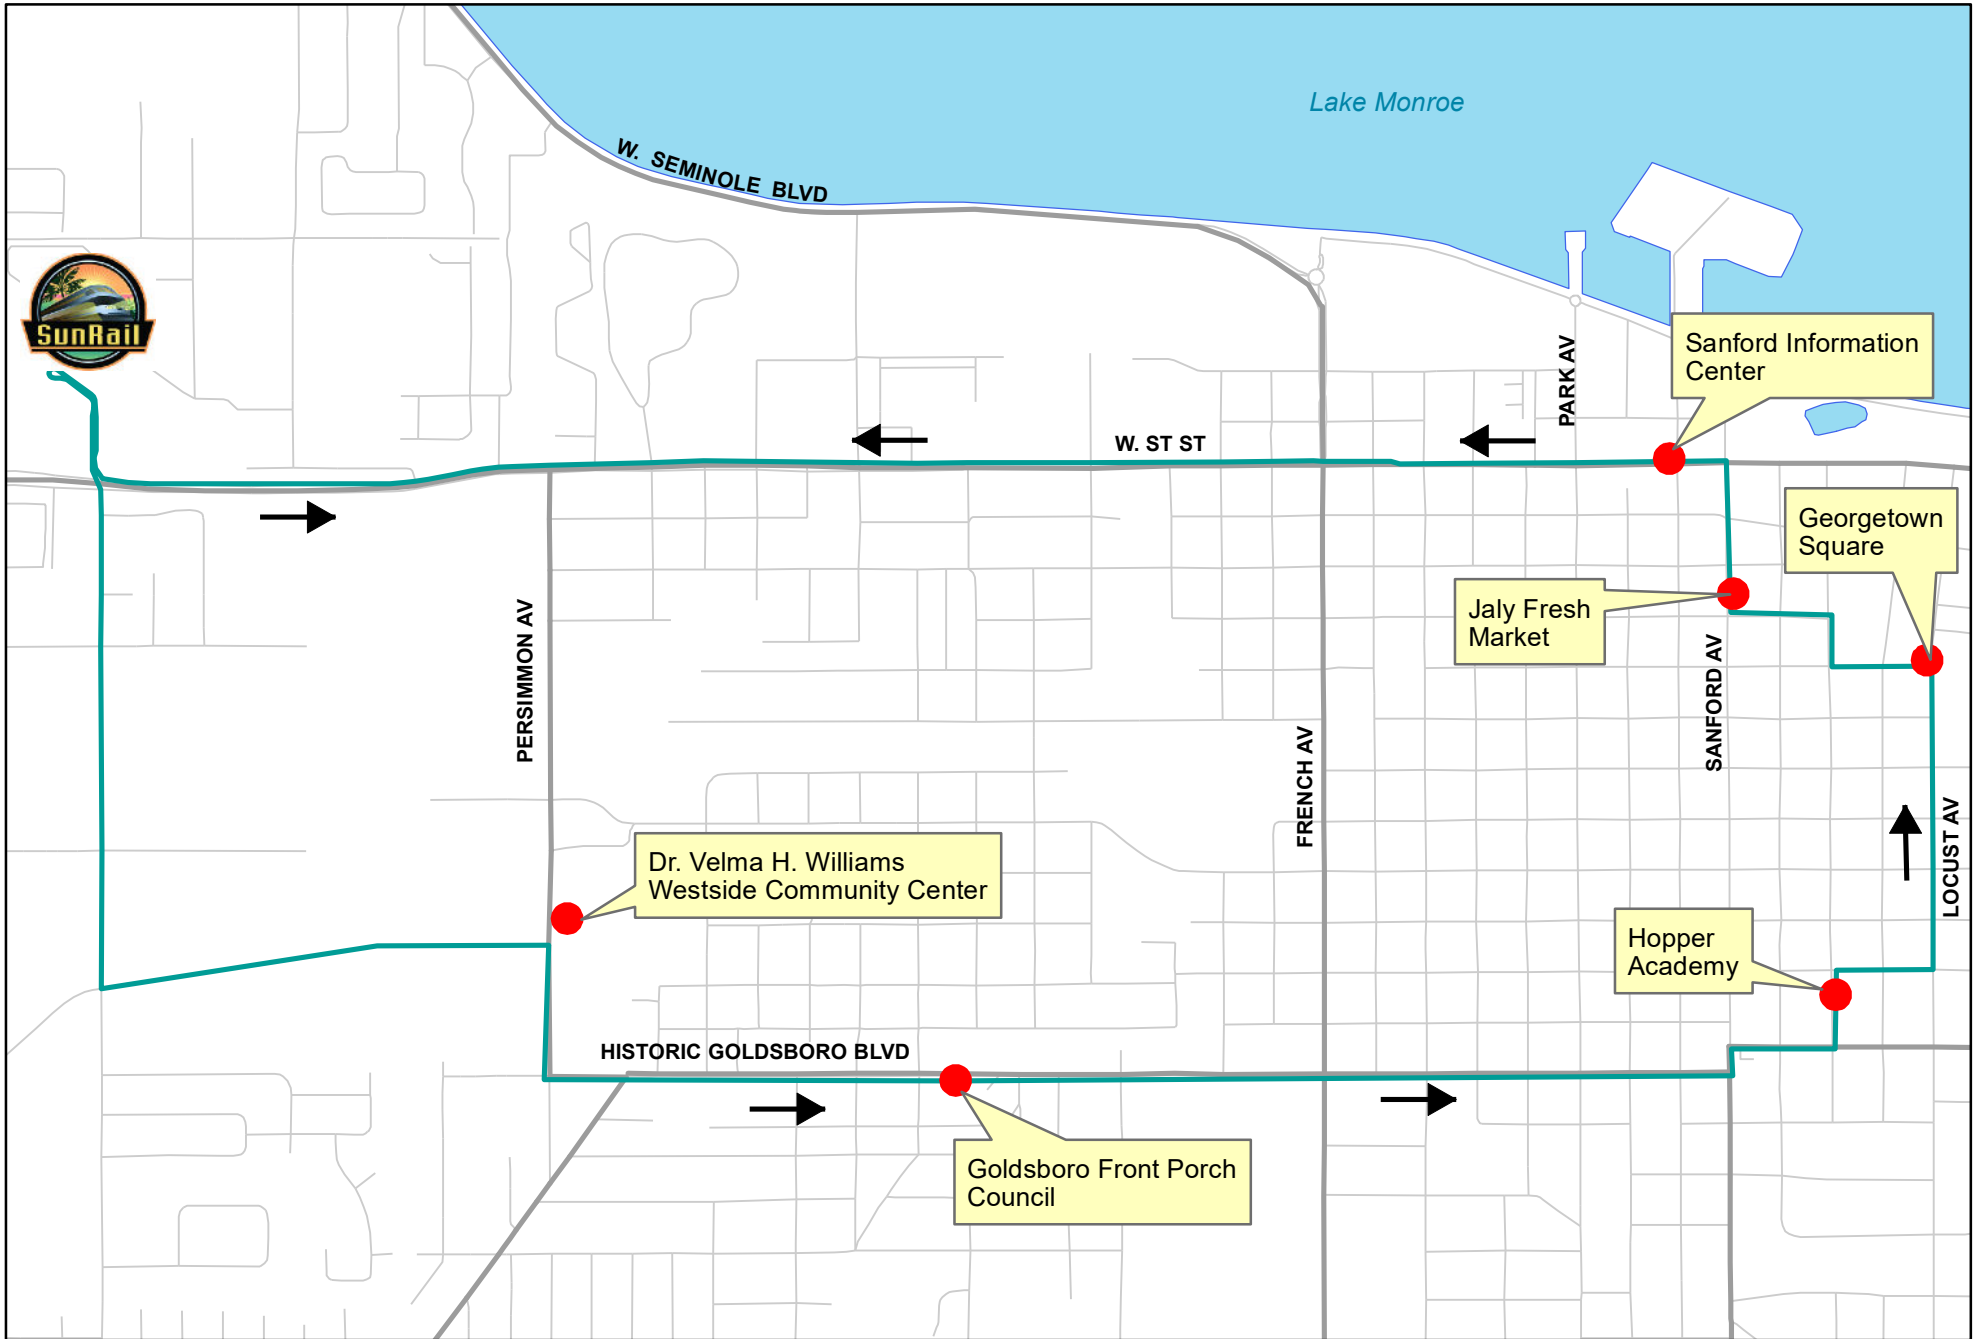 Lake Monroe
W. SEMINOLE BLVD
SunRail
Sanford Information
Center
PARK AV
W. ST ST
Georgetown
Square
Jaly Fresh
Market
PERSIMMON AV
SANFORD AV
FRENCH AV
LOCUST AV
Dr. Velma H. Williams
Westside Community Center
Hopper
Academy
HISTORIC GOLDSBORO BLVD
Goldsboro Front Porch
Council